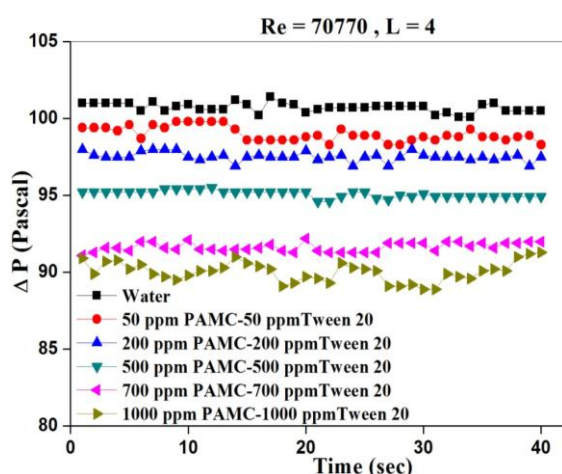 Re = 70770 , L = 4
105
100
95
90
85
80
Δ P (Pascal)
Water
50 ppm PAMC-50 ppmTween 20
200 ppm PAMC-200 ppmTween 20
500 ppm PAMC-500 ppmTween 20
700 ppm PAMC-700 ppmTween 20
1000 ppm PAMC-1000 ppmTween 20
0 10 20 30 40
Time (sec)